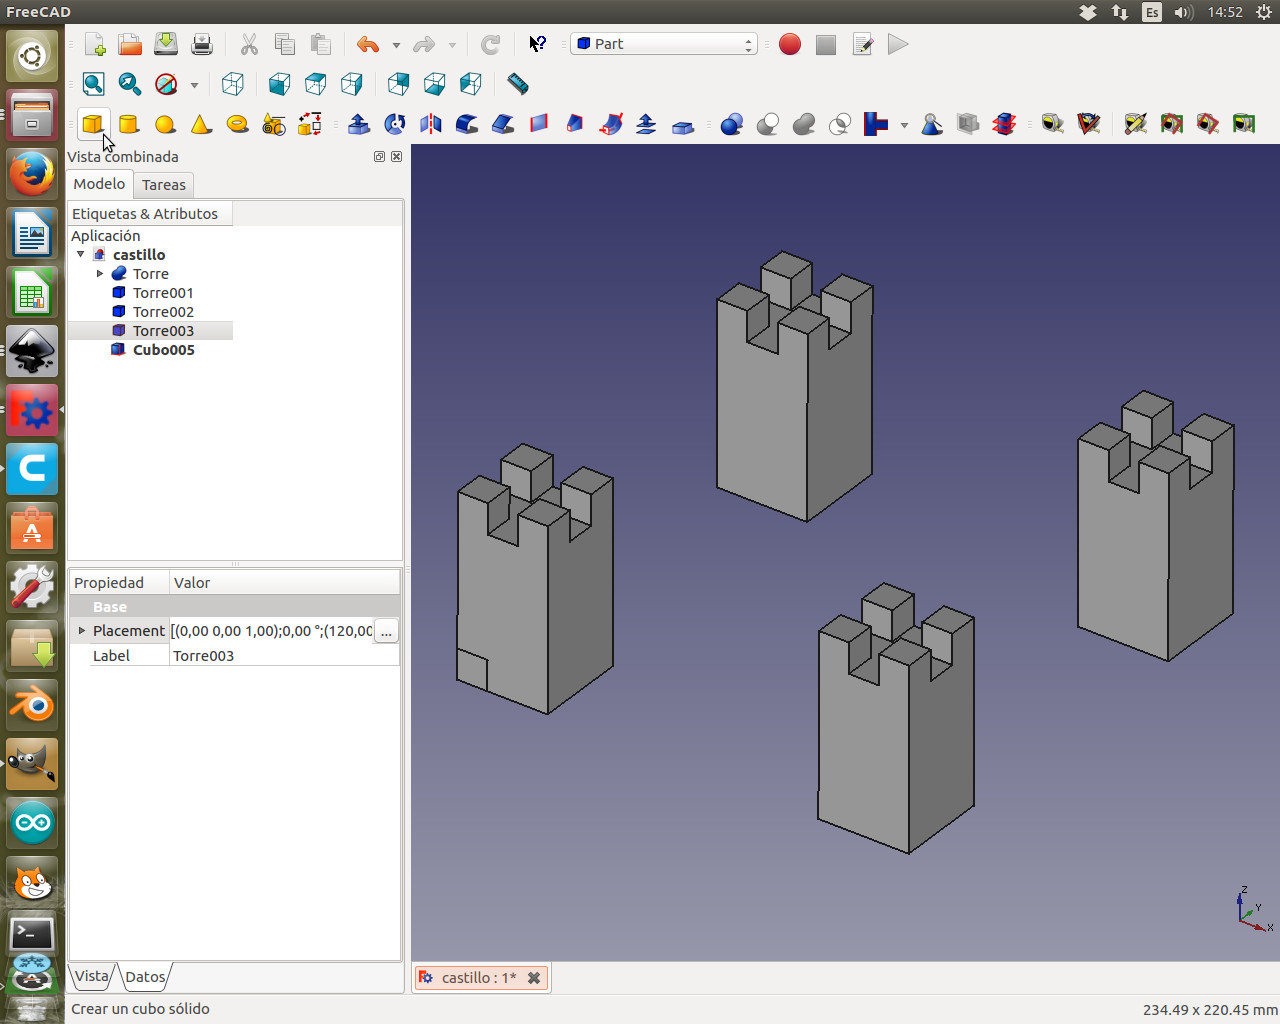 FreeCAD
Es
14:52
Part
Vista combinada
Modelo
Tareas
Etiquetas & Atributos
Aplicación
castillo
Torre
Torre001
Torre002
Torre003
Cubo005
Propiedad
Valor
Base
Placement
[(0,00 0,00 1,00);0,00 °;(120,00
...
Label
Torre003
Vista
Datos
castillo : 1*
Z
Y
X
Crear un cubo sólido
234.49 x 220.45 mm